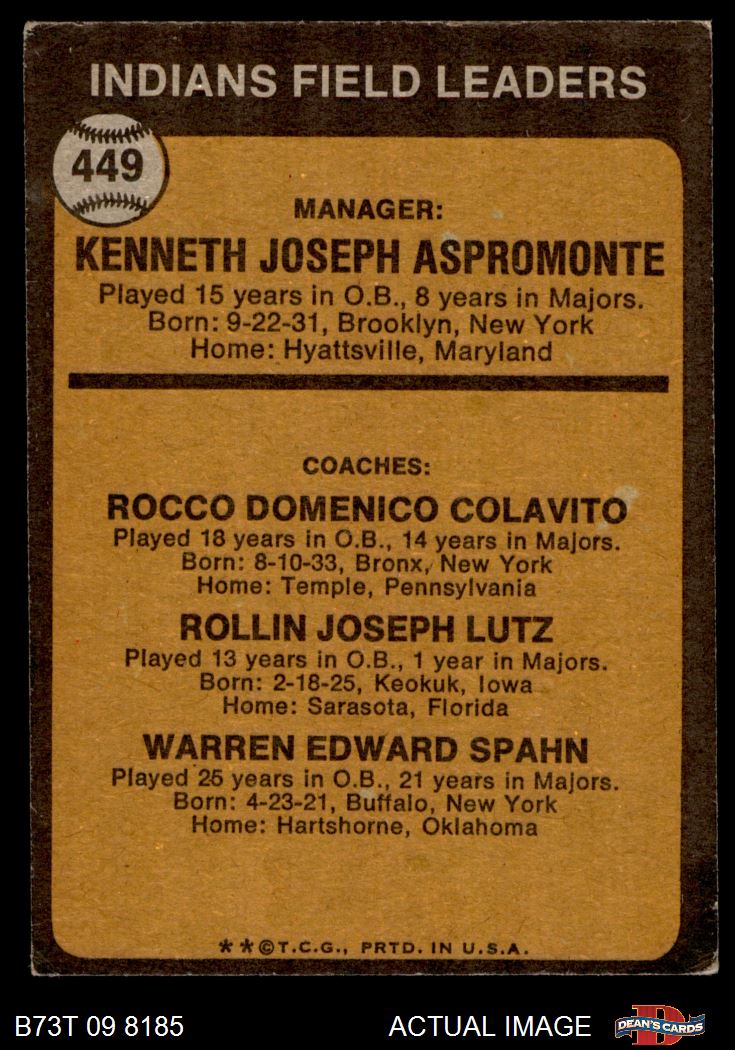 INDIANS FIELD LEADERS
449
MANAGER:
KENNETH JOSEPH ASPROMONTE
Played 15 years in O.B., 8 years in Majors.
Born: 9-22-31, Brooklyn, New York
Home: Hyattsville, Maryland
COACHES:
ROCCO DOMENICO COLAVITO
Played 18 years in O.B., 14 years in Majors.
Born: 8-10-33, Bronx, New York
Home: Temple, Pennsylvania
ROLLIN JOSEPH LUTZ
Played 13 years in O.B., 1 year in Majors.
Born: 2-18-25, Keokuk, Iowa
Home: Sarasota, Florida
WARREN EDWARD SPAHN
Played 25 years in O.B., 21 years in Majors.
Born: 4-23-21, Buffalo, New York
Home: Hartshorne, Oklahoma
**©T.C.G., PRTD. IN U.S.A.
B73T 09 8185 ACTUAL IMAGE D DEAN'S CARDS